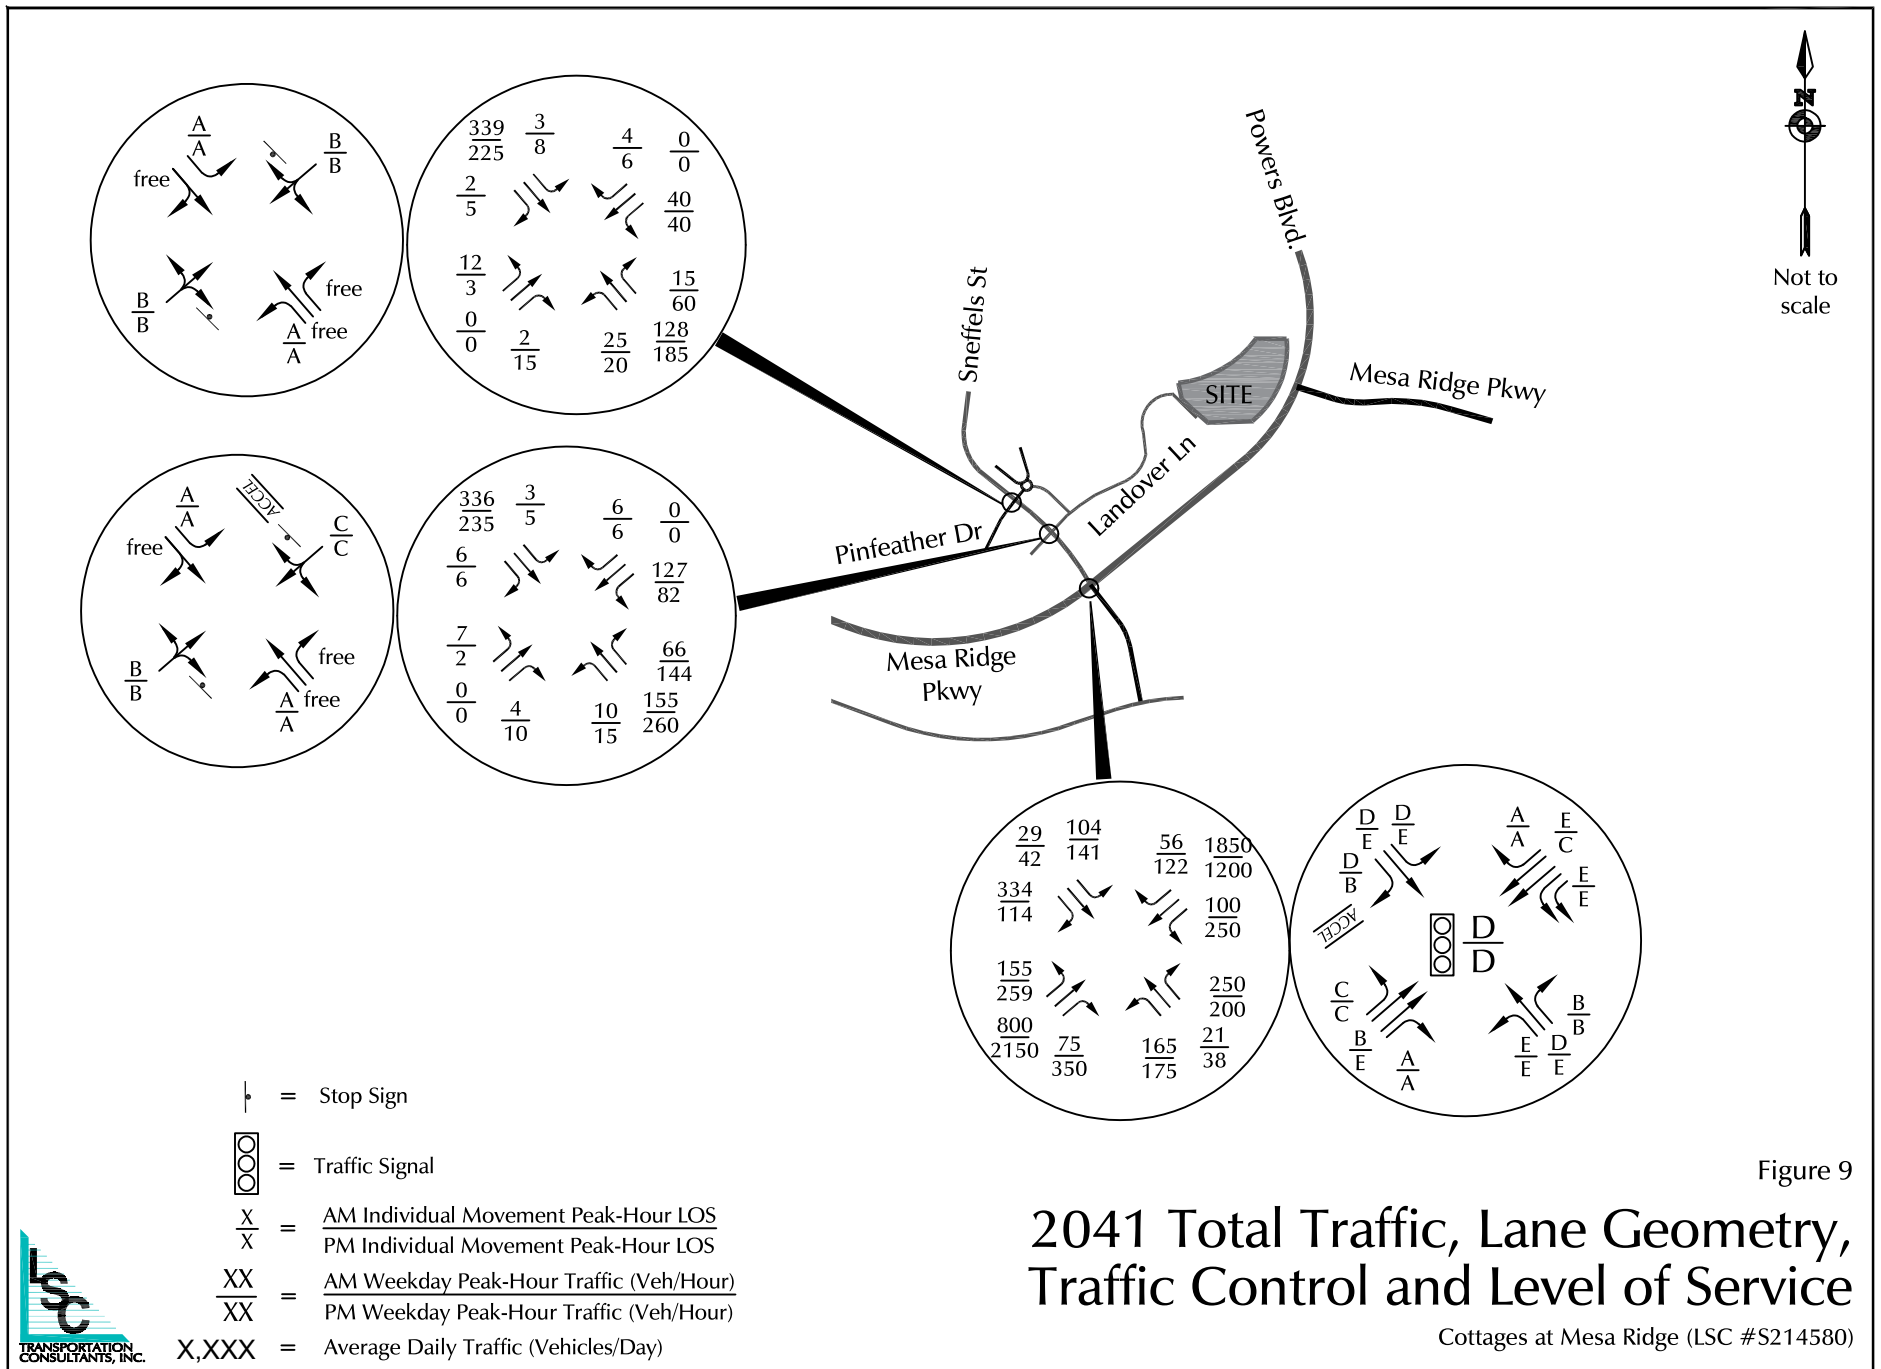 A
A
free
B
B
B
B
free
free
A
A
339
225
3
8
4
6
0
0
2
5
40
40
12
3
15
60
0
0
2
15
25
20
128
185
A
A
ACCEL
free
C
C
B
B
free
free
A
A
336
235
3
5
6
6
0
0
6
6
127
82
7
2
66
144
0
0
4
10
10
15
155
260
Powers Blvd.
Sneffels St
SITE
Mesa Ridge Pkwy
Landover Ln
Pinfeather Dr
Mesa Ridge
Pkwy
N
Not to
scale
29
42
104
141
56
122
1850
1200
334
114
100
250
155
259
250
200
800
2150
75
350
165
175
21
38
D
E
D
E
A
A
E
C
D
B
E
E
ACCEL
D
D
C
C
B
B
B
E
A
A
E
E
D
E
= Stop Sign
= Traffic Signal
X
X
=
AM Individual Movement Peak-Hour LOS
PM Individual Movement Peak-Hour LOS
XX
XX
=
AM Weekday Peak-Hour Traffic (Veh/Hour)
PM Weekday Peak-Hour Traffic (Veh/Hour)
X,XXX = Average Daily Traffic (Vehicles/Day)
LSC
TRANSPORTATION
CONSULTANTS, INC.
Figure 9
2041 Total Traffic, Lane Geometry,
Traffic Control and Level of Service
Cottages at Mesa Ridge (LSC #S214580)